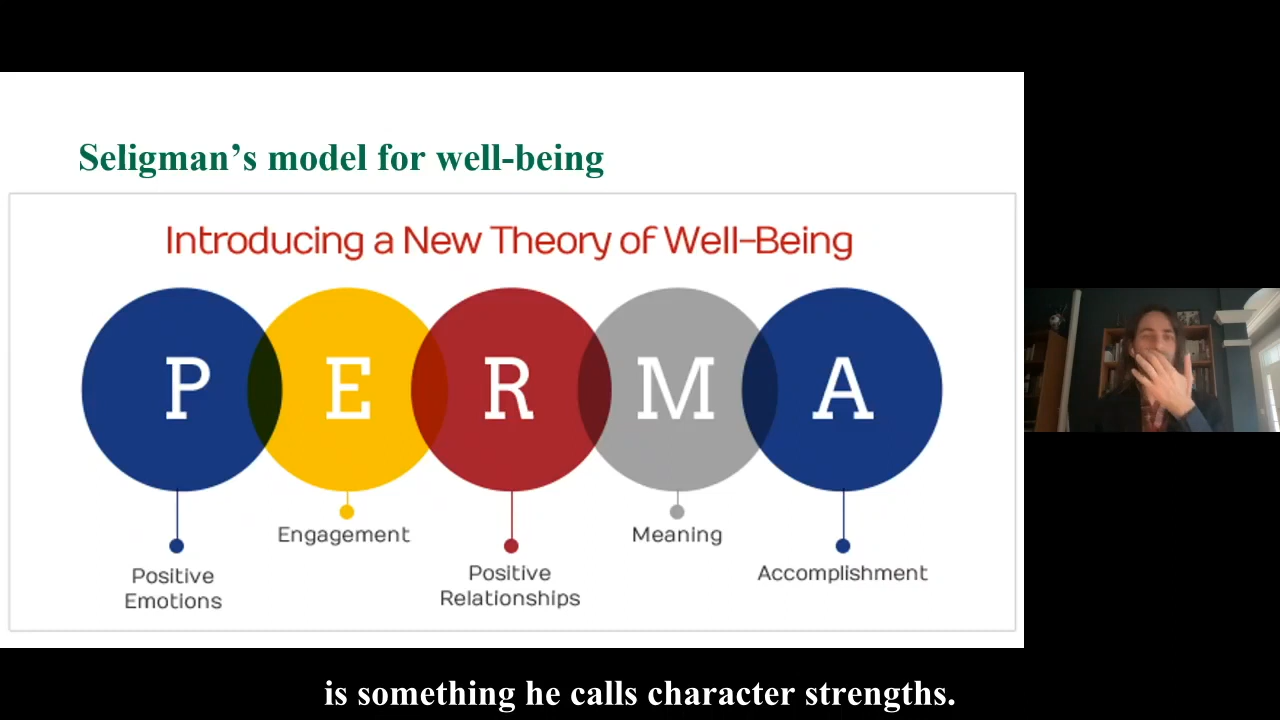 Seligman’s model for well-being
Introducing a New Theory of Well-Being
P E R M A
Engagement
Meaning
Positive
Emotions
Positive
Relationships
Accomplishment
is something he calls character strengths.